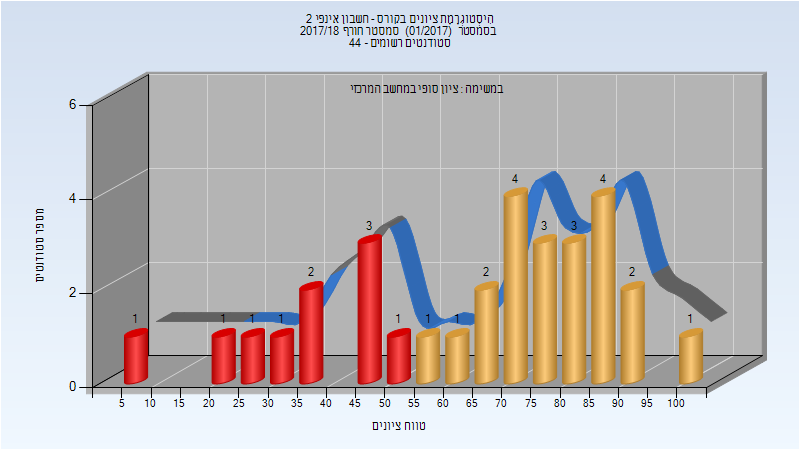 היסטוגרמת ציונים בקורס - חשבון אינפי 2
בסמסטר (01/2017) סמסטר חורף 2017/18
סטודנטים רשומים - 44
במשימה : ציון סופי במחשב המרכזי
מספר סטודנטים
6
4
2
0
1
1
1
1
2
3
1
1
1
2
4
3
3
4
2
1
5 10 15 20 25 30 35 40 45 50 55 60 65 70 75 80 85 90 95 100
טווח ציונים